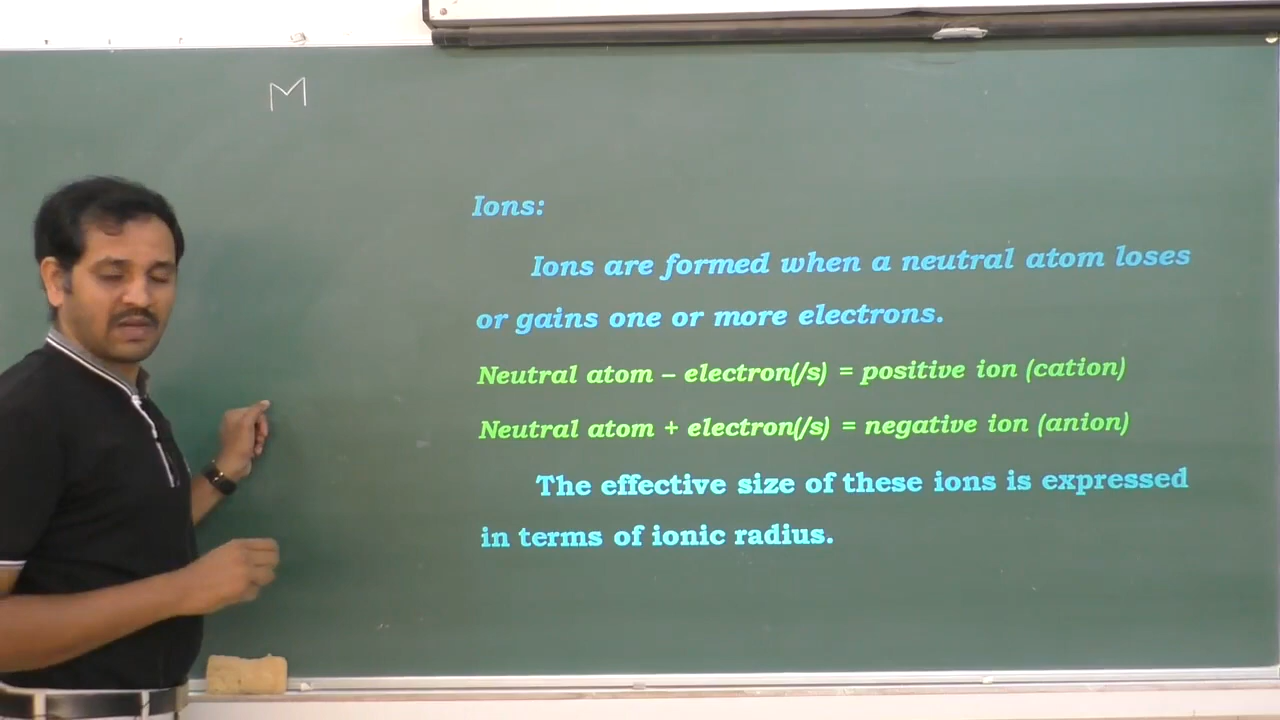 M
Ions:
Ions are formed when a neutral atom loses
or gains one or more electrons.
Neutral atom – electron(/s) = positive ion (cation)
Neutral atom + electron(/s) = negative ion (anion)
The effective size of these ions is expressed
in terms of ionic radius.